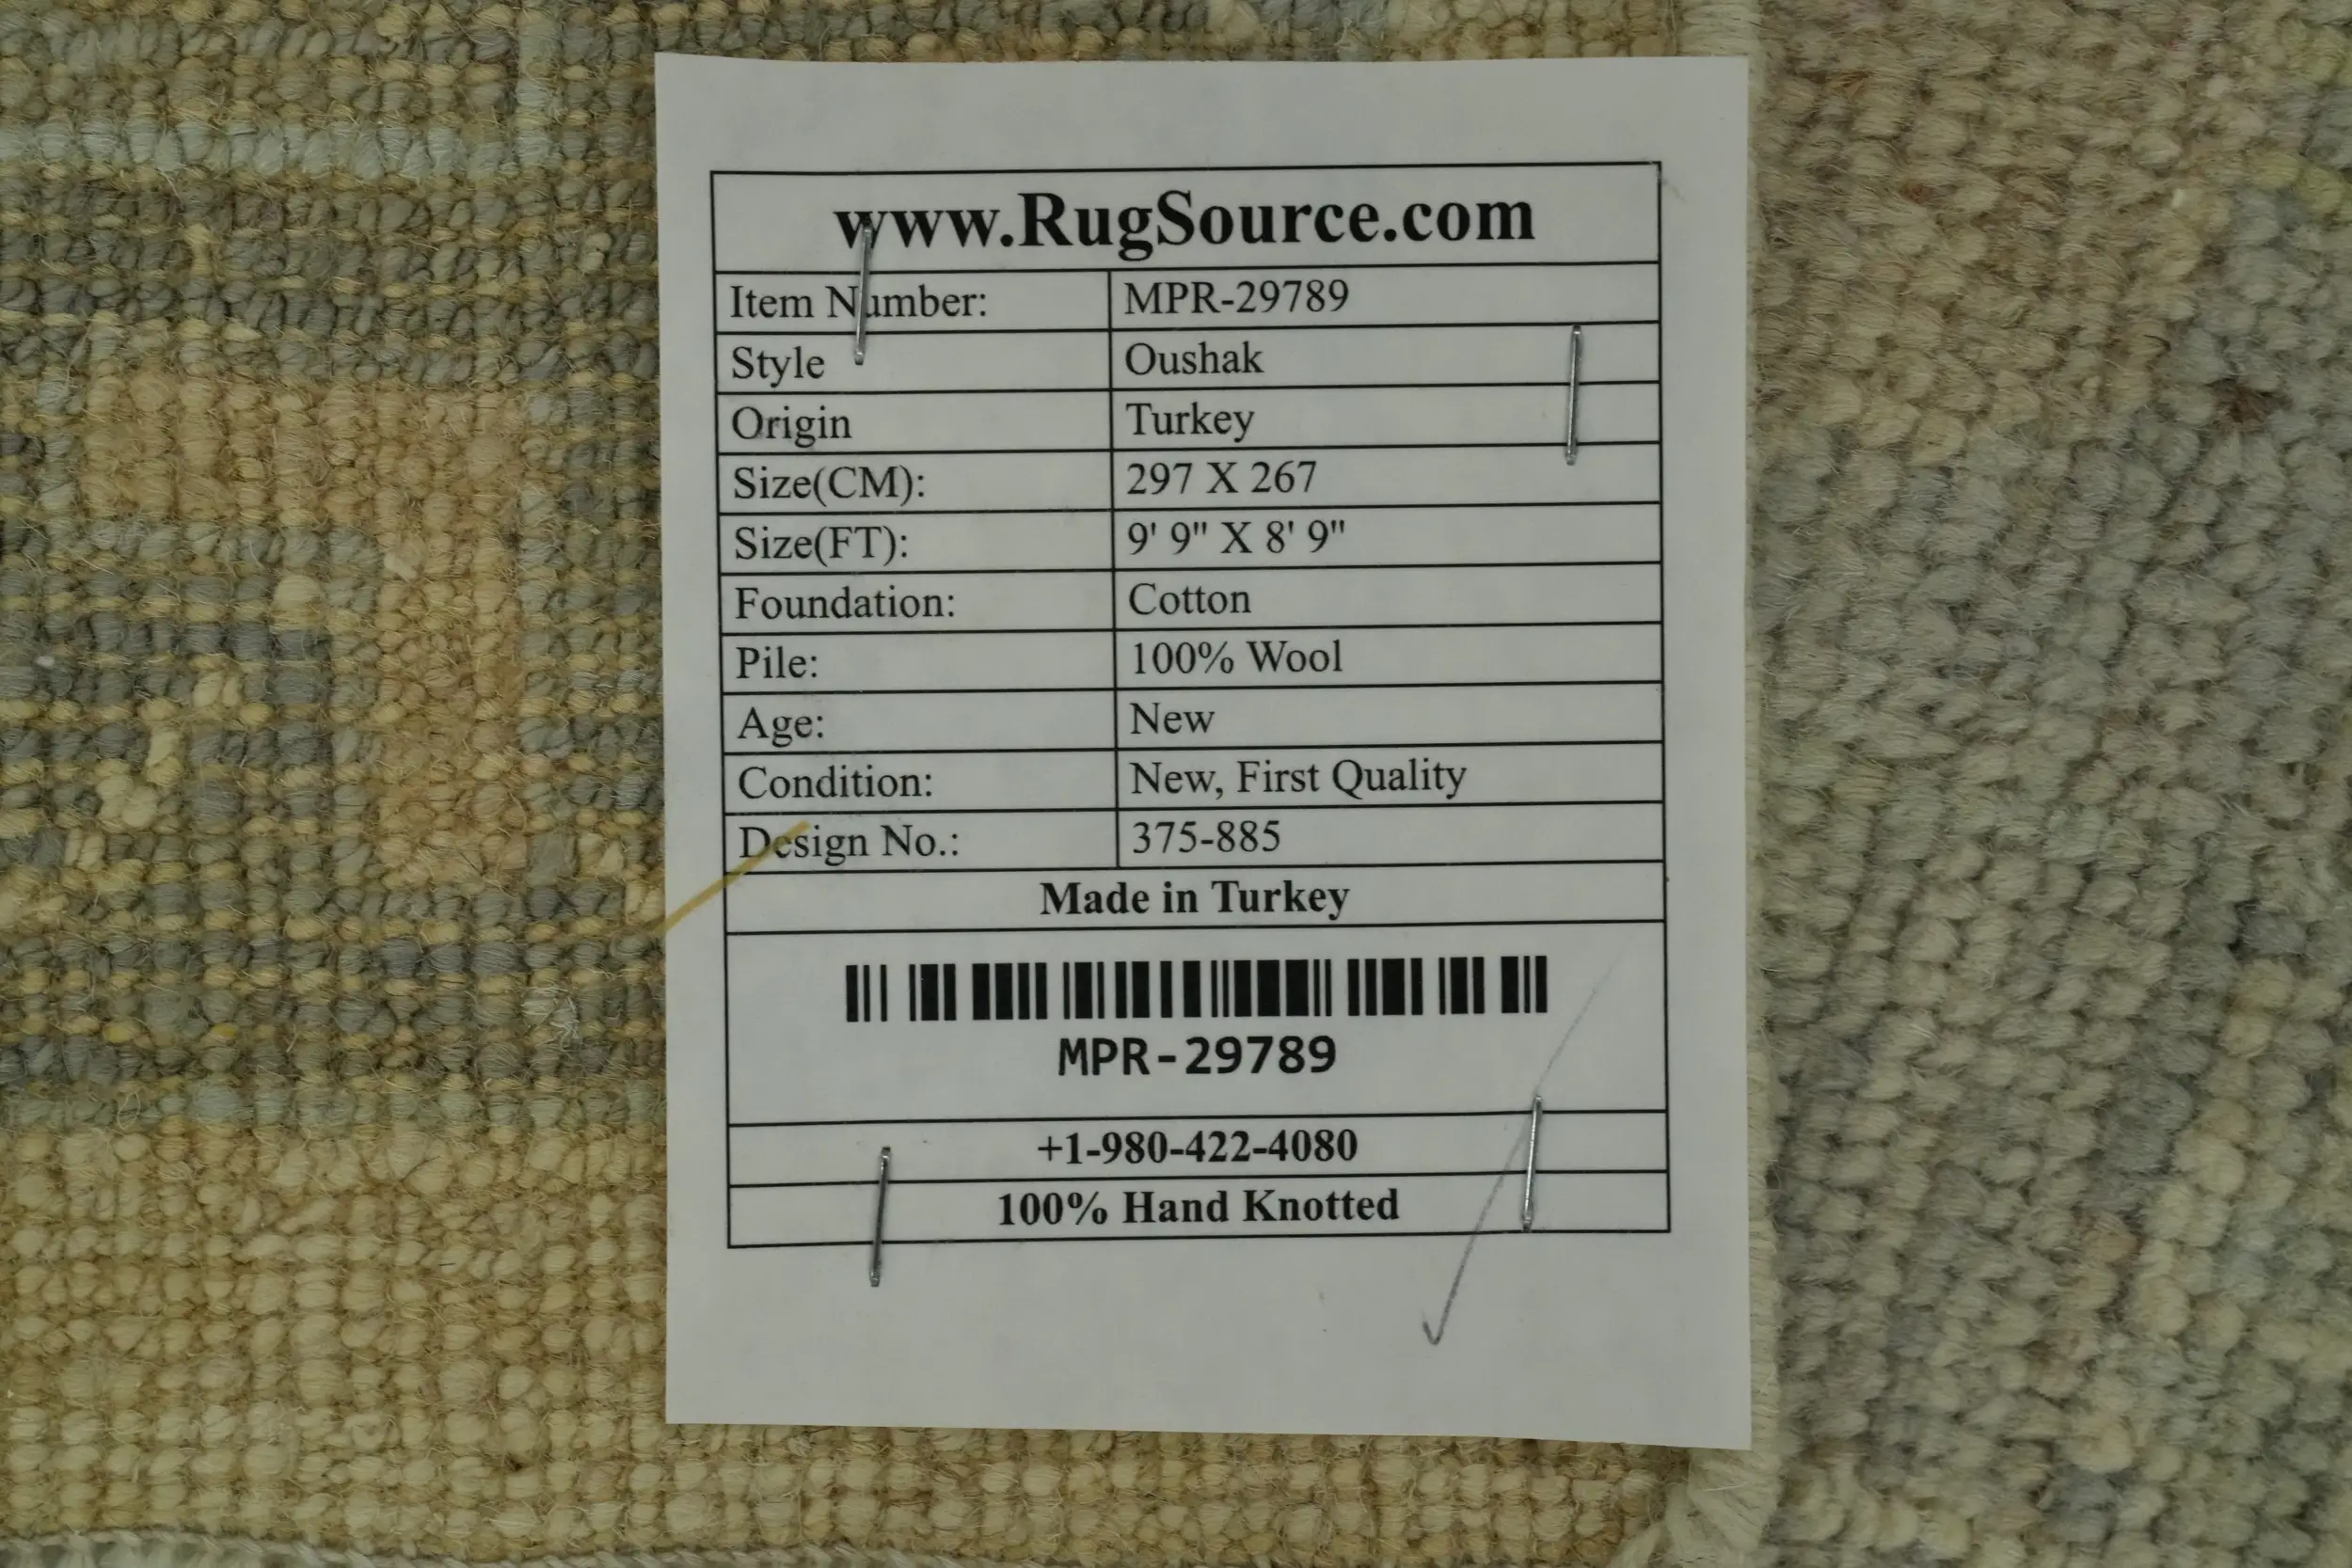 www.RugSource.com
Item Number: MPR-29789
Style Oushak
Origin Turkey
Size(CM): 297 X 267
Size(FT): 9' 9" X 8' 9"
Foundation: Cotton
Pile: 100% Wool
Age: New
Condition: New, First Quality
Design No.: 375-885
Made in Turkey
MPR-29789
+1-980-422-4080
100% Hand Knotted